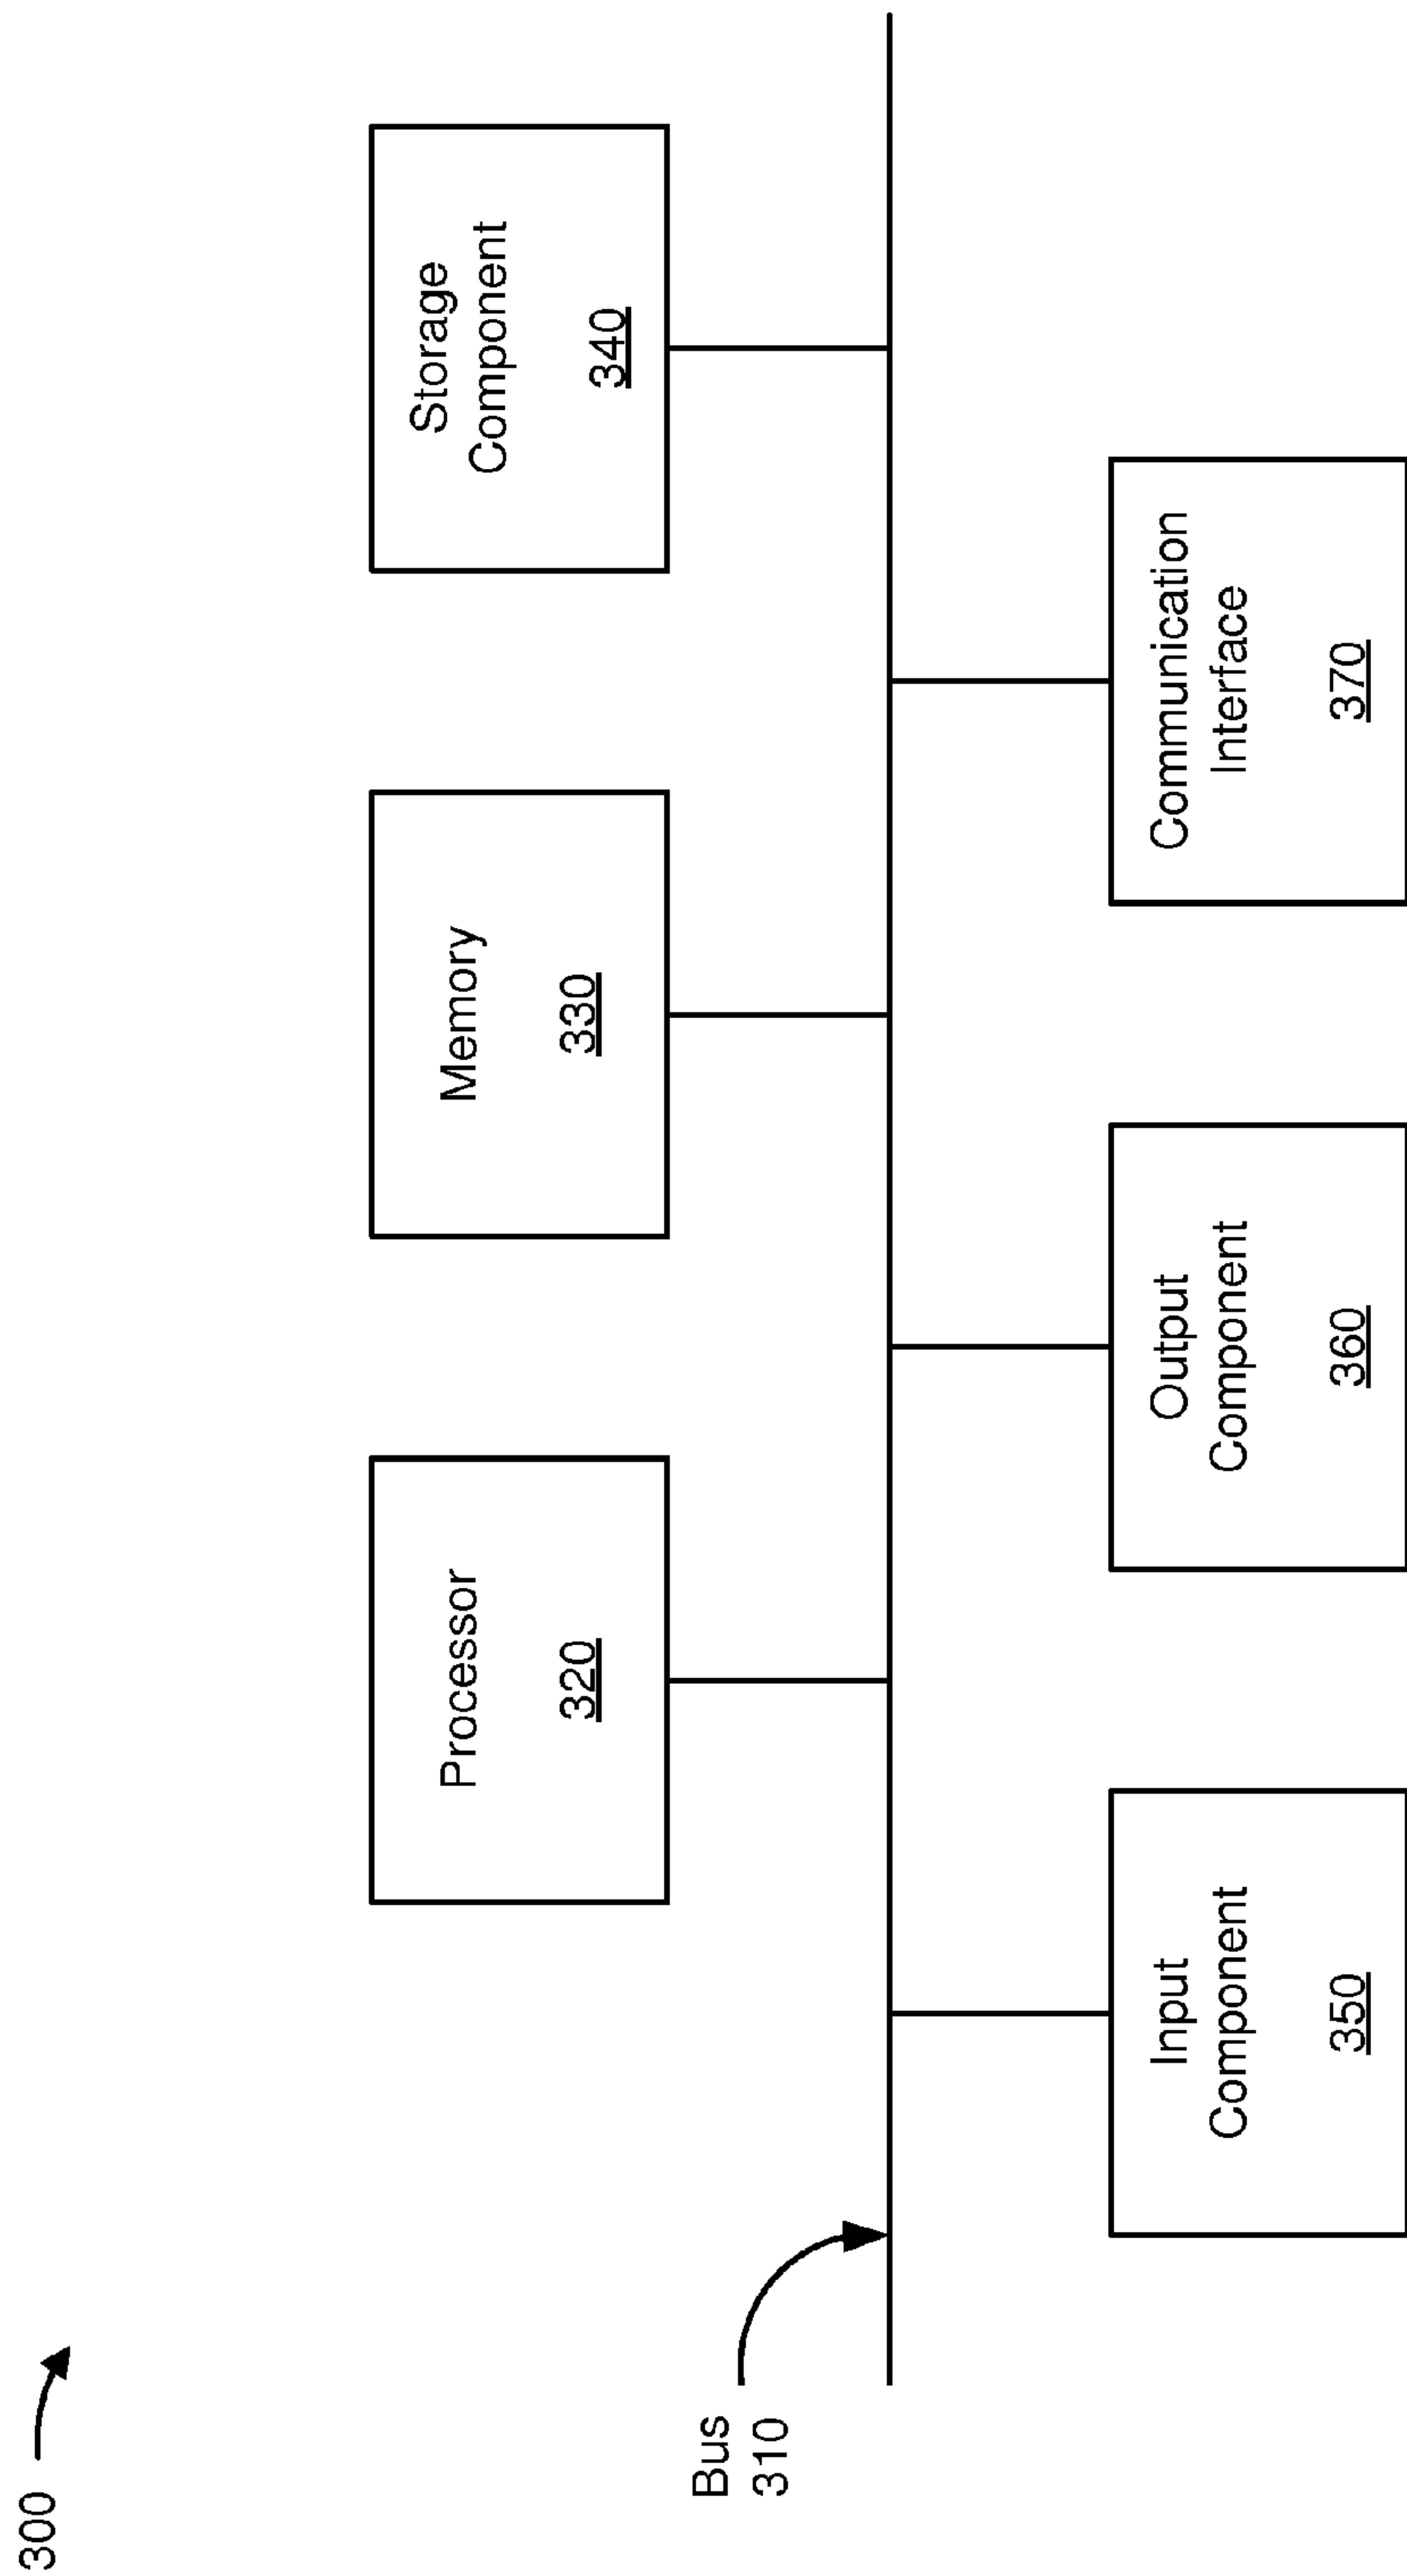 300
Processor
320
Memory
330
Storage
Component
340
Bus
310
Input
Component
350
Output
Component
360
Communication
Interface
370